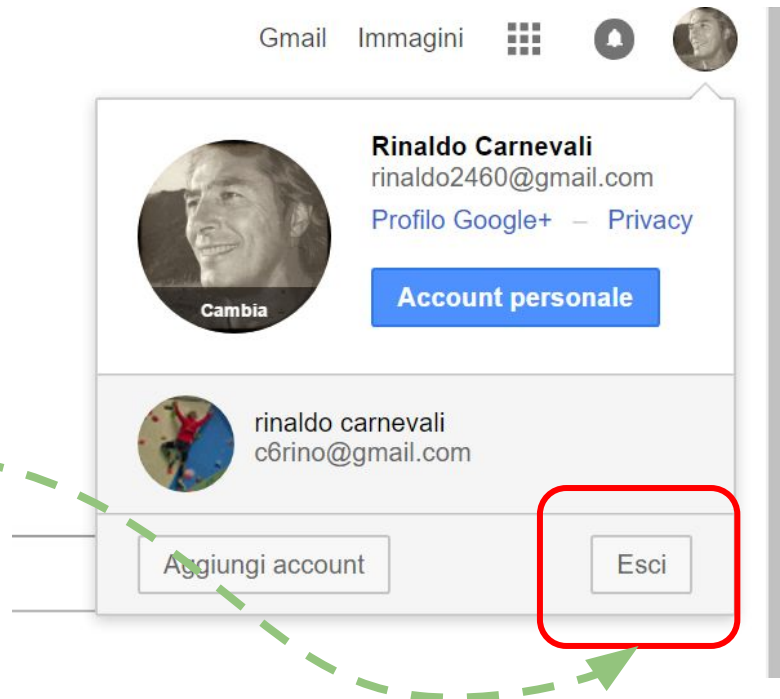 Gmail Immagini
Rinaldo Carnevali
rinaldo2460@gmail.com
Profilo Google+ – Privacy
Cambia
Account personale
rinaldo carnevali
c6rino@gmail.com
Aggiungi account Esci